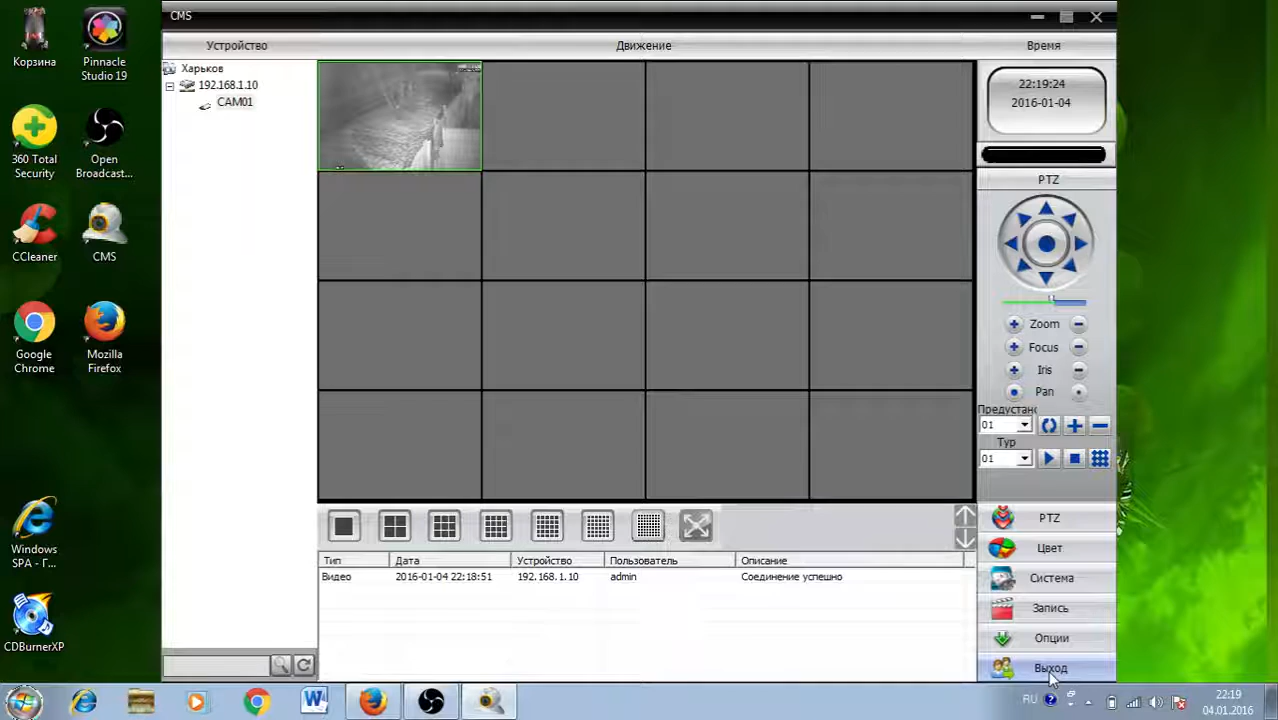 CMS
Устройство
Движение
Время
Корзина
Pinnacle
Studio 19
360 Total
Security
Open
Broadcast...
CCleaner
CMS
Google
Chrome
Mozilla
Firefox
Windows
SPA - Г...
CDBurnerXP
Харьков
192.168.1.10
CAM01
22:19:24
2016-01-04
PTZ
Zoom
Focus
Iris
Pan
Предустанс
01
Тур
01
PTZ
Цвет
Система
Запись
Опции
Выход
Тип Дата Устройство Пользователь Описание
Видео 2016-01-04 22:18:51 192.168.1.10 admin Соединение успешно
RU
22:19
04.01.2016